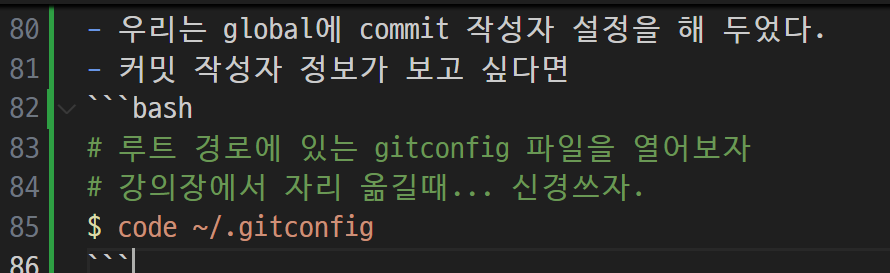 80 - 우리는 global에 commit 작성자 설정을 해 두었다.
81 - 커밋 작성자 정보가 보고 싶다면
82 ```bash
83 # 루트 경로에 있는 gitconfig 파일을 열어보자
84 # 강의장에서 자리 옮길때... 신경쓰자.
85 $ code ~/.gitconfig
86 ```